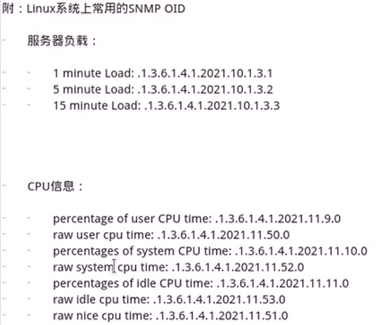 附：Linux系统上常用的SNMP OID
服务器负载：
1 minute Load: .1.3.6.1.4.1.2021.10.1.3.1
5 minute Load: .1.3.6.1.4.1.2021.10.1.3.2
15 minute Load: .1.3.6.1.4.1.2021.10.1.3.3
CPU信息：
percentage of user CPU time: .1.3.6.1.4.1.2021.11.9.0
raw user cpu time: .1.3.6.1.4.1.2021.11.50.0
percentages of system CPU time: .1.3.6.1.4.1.2021.11.10.0
raw system cpu time: .1.3.6.1.4.1.2021.11.52.0
percentages of idle CPU time: .1.3.6.1.4.1.2021.11.11.0
raw idle cpu time: .1.3.6.1.4.1.2021.11.53.0
raw nice cpu time: .1.3.6.1.4.1.2021.11.51.0